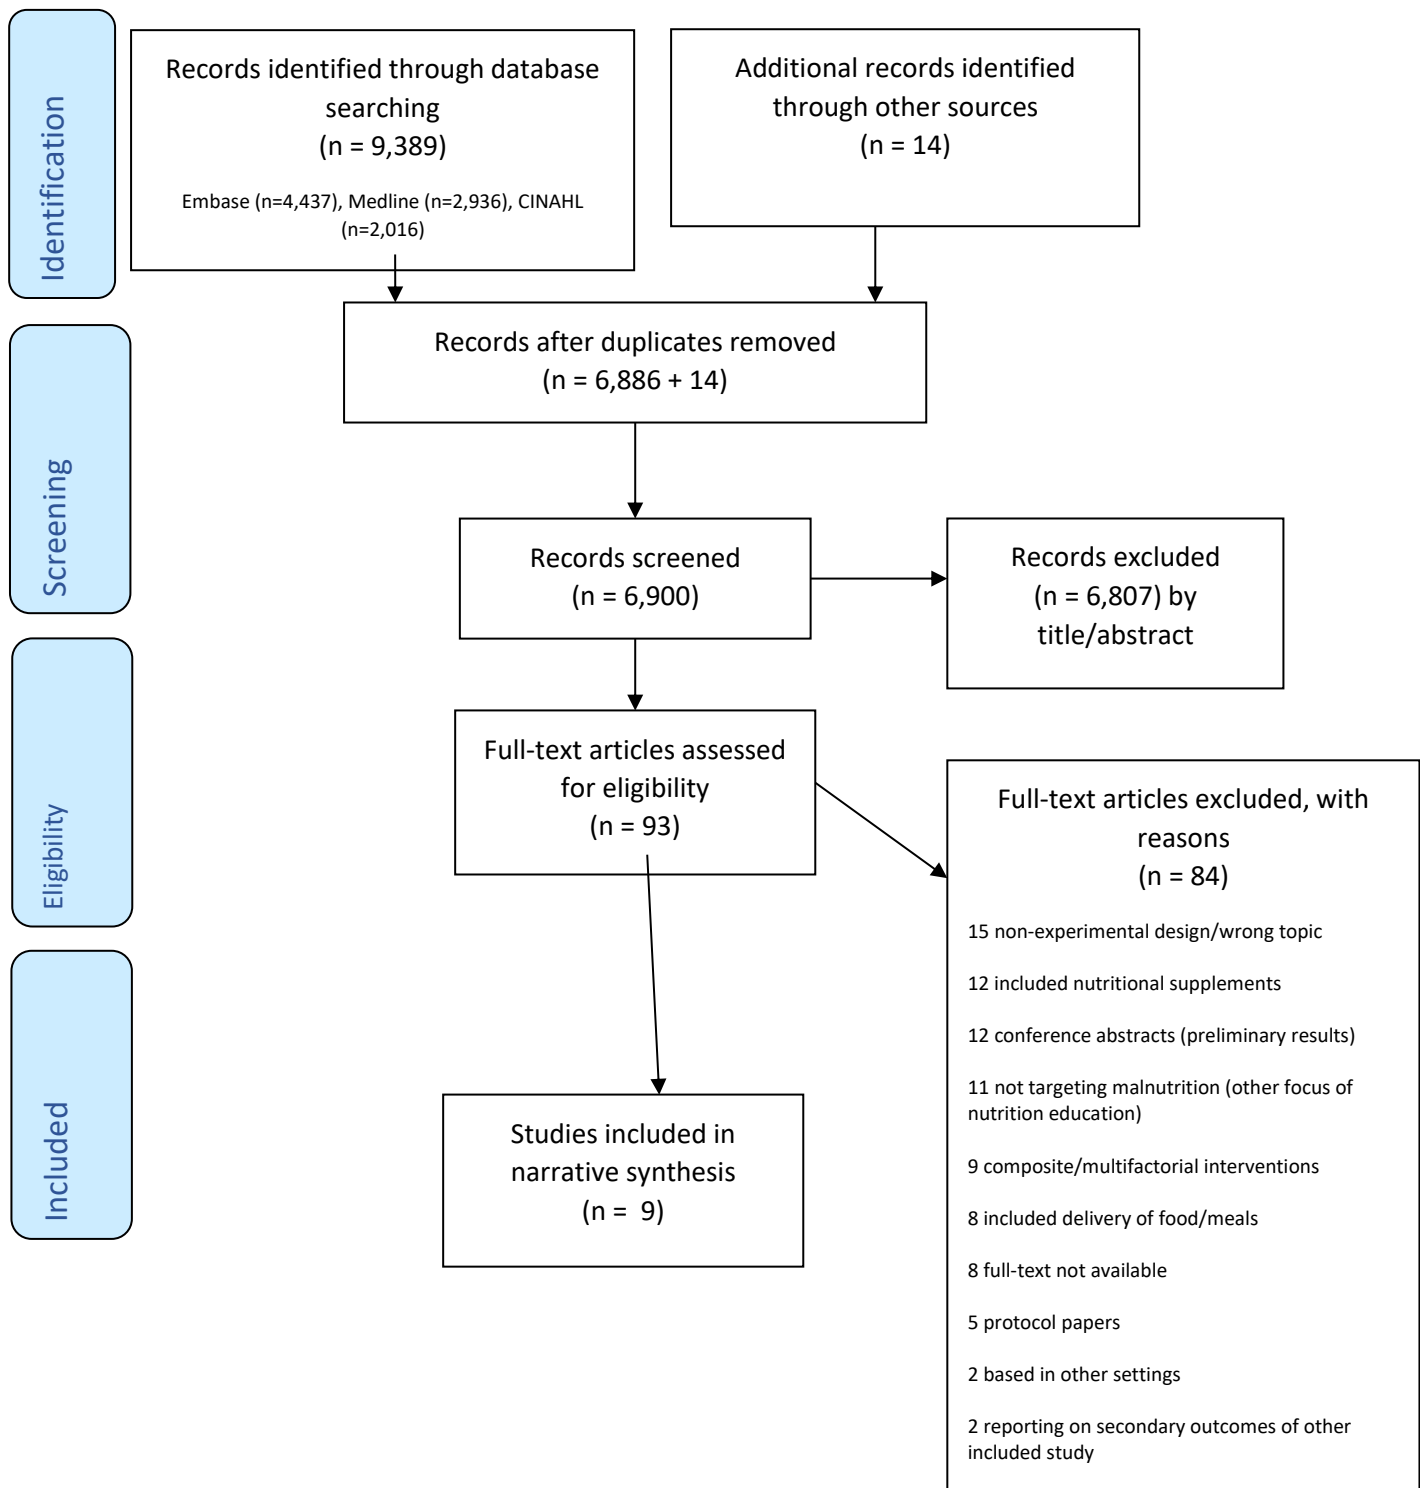 Identification
Records identified through database
searching
(n = 9,389)
Embase (n=4,437), Medline (n=2,936), CINAHL
(n=2,016)
Additional records identified
through other sources
(n = 14)
Records after duplicates removed
(n = 6,886 + 14)
Screening
Records screened
(n = 6,900)
Records excluded
(n = 6,807) by
title/abstract
Eligibility
Full-text articles assessed
for eligibility
(n = 93)
Full-text articles excluded, with
reasons
(n = 84)
15 non-experimental design/wrong topic
12 included nutritional supplements
12 conference abstracts (preliminary results)
11 not targeting malnutrition (other focus of
nutrition education)
9 composite/multifactorial interventions
8 included delivery of food/meals
8 full-text not available
5 protocol papers
2 based in other settings
2 reporting on secondary outcomes of other
included study
Included
Studies included in
narrative synthesis
(n =  9)